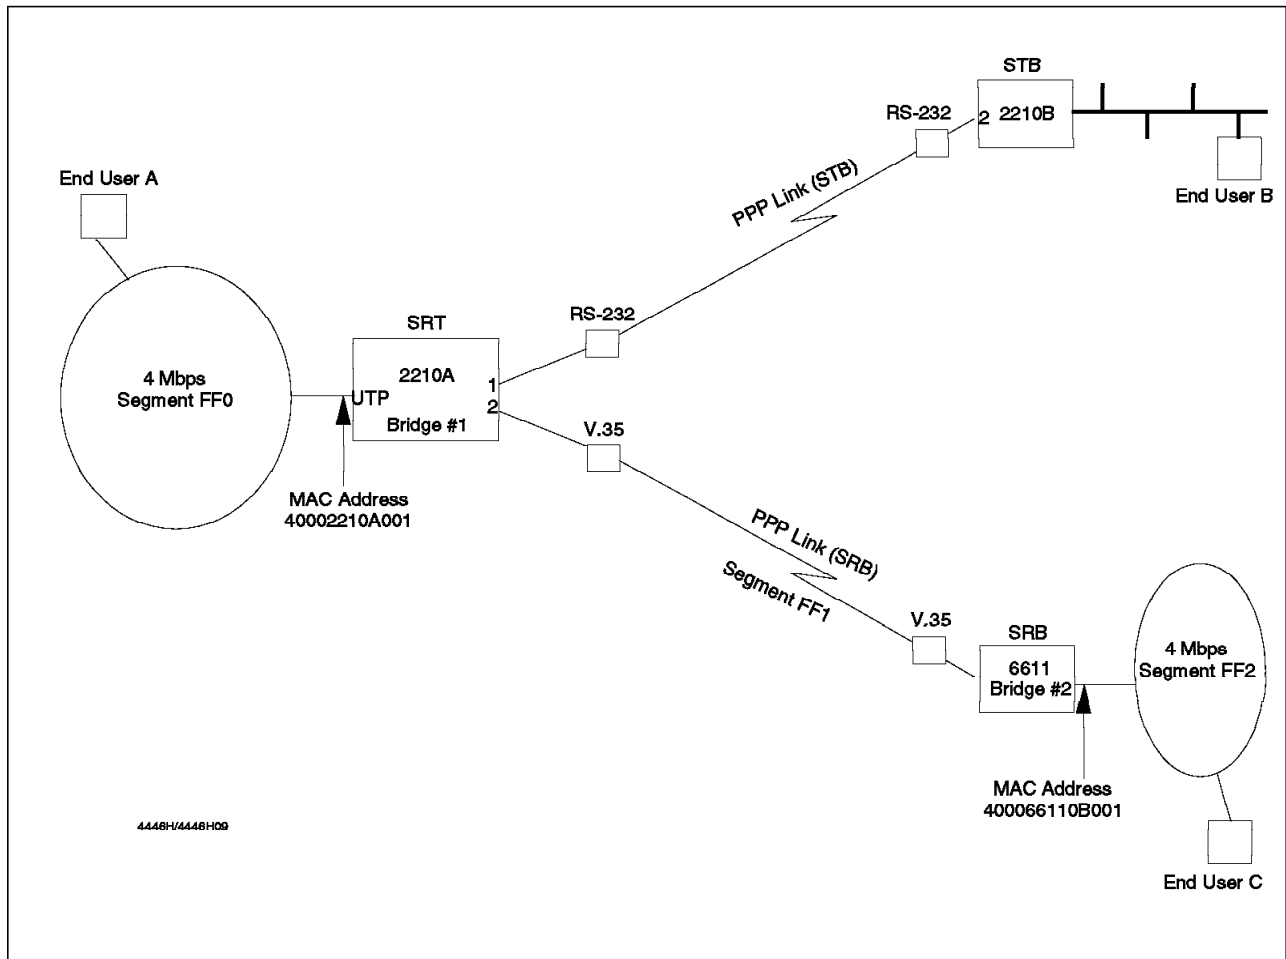 STB
RS-232
2
2210B
End User B
PPP Link (STB)
End User A
RS-232
SRT
4 Mbps
Segment FF0
UTP
2210A
1
2
Bridge #1
V.35
MAC Address
40002210A001
PPP Link (SRB)
Segment FF1
V.35
SRB
6611
Bridge #2
4 Mbps
Segment FF2
MAC Address
400066110B001
End User C
4446H/4446H09